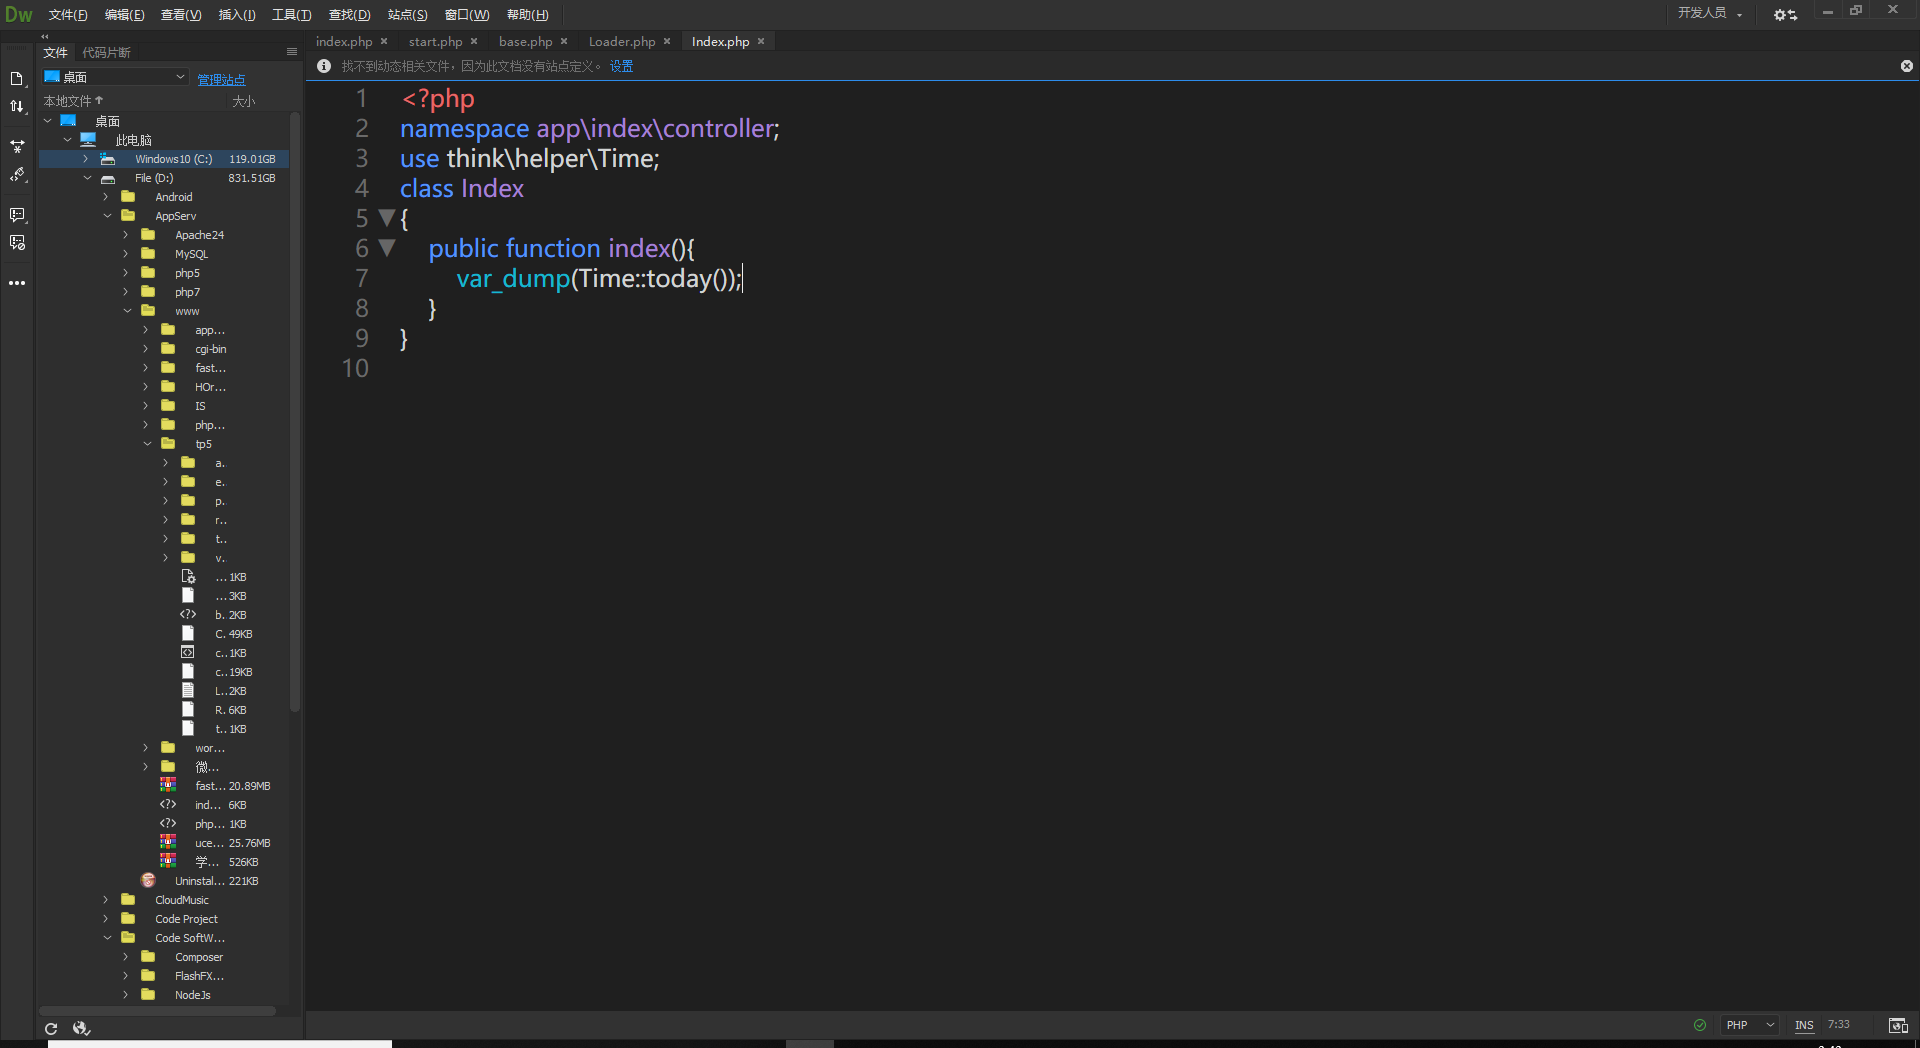 Dw 文件(F) 编辑(E) 查看(V) 插入(I) 工具(T) 查找(D) 站点(S) 窗口(W) 帮助(H) 开发人员
文件 代码片断
index.php start.php base.php Loader.php Index.php
找不到动态相关文件，因为此文档没有站点定义。 设置
桌面 管理站点
本地文件 大小
桌面
此电脑
Windows10 (C:) 119.01GB
File (D:) 831.51GB
Android
AppServ
Apache24
MySQL
php5
php7
www
app...
cgi-bin
fast...
HOr...
IS
php...
tp5
a..
e..
p..
r..
t..
v..
... 1KB
... 3KB
b. 2KB
C. 49KB
c.. 1KB
c.. 19KB
L.. 2KB
R. 6KB
t.. 1KB
wor...
微...
fast... 20.89MB
ind... 6KB
php... 1KB
uce... 25.76MB
学... 526KB
Uninstal... 221KB
CloudMusic
Code Project
Code SoftW...
Composer
FlashFX...
NodeJs
1 <?php
2 namespace app\index\controller;
3 use think\helper\Time;
4 class Index
5 {
6 public function index(){
7 var_dump(Time::today());
8 }
9 }
10
PHP INS 7:33